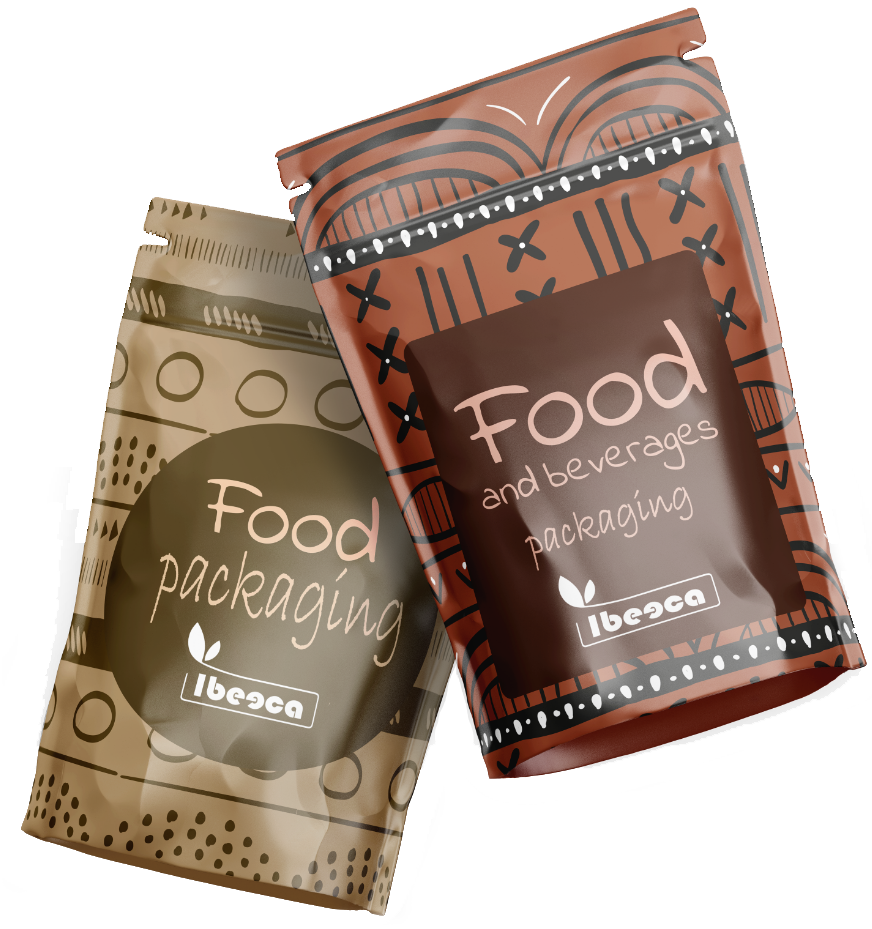 Food
packaging
Ibeeca
Food
and beverages
packaging
Ibeeca